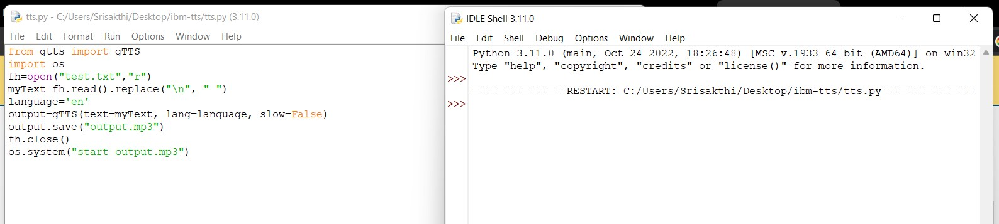 tts.py - C:/Users/Srisakthi/Desktop/ibm-tts/tts.py (3.11.0)
File Edit Format Run Options Window Help
from gtts import gTTS
import os
fh=open("test.txt","r")
myText=fh.read().replace("\n", " ")
language='en'
output=gTTS(text=myText, lang=language, slow=False)
output.save("output.mp3")
fh.close()
os.system("start output.mp3")
IDLE Shell 3.11.0
File Edit Shell Debug Options Window Help
Python 3.11.0 (main, Oct 24 2022, 18:26:48) [MSC v.1933 64 bit (AMD64)] on win32
Type "help", "copyright", "credits" or "license()" for more information.
>>>
============== RESTART: C:/Users/Srisakthi/Desktop/ibm-tts/tts.py ==============
>>>